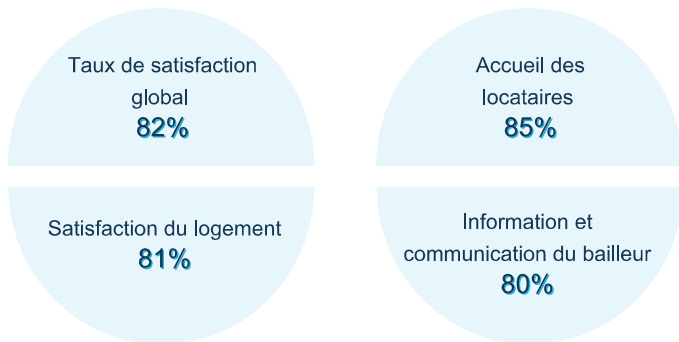 Taux de satisfaction
global
82%
Accueil des
locataires
85%
Satisfaction du logement
81%
Information et
communication du bailleur
80%